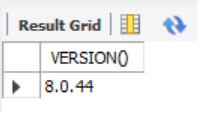 Result Grid
VERSION()
8.0.44